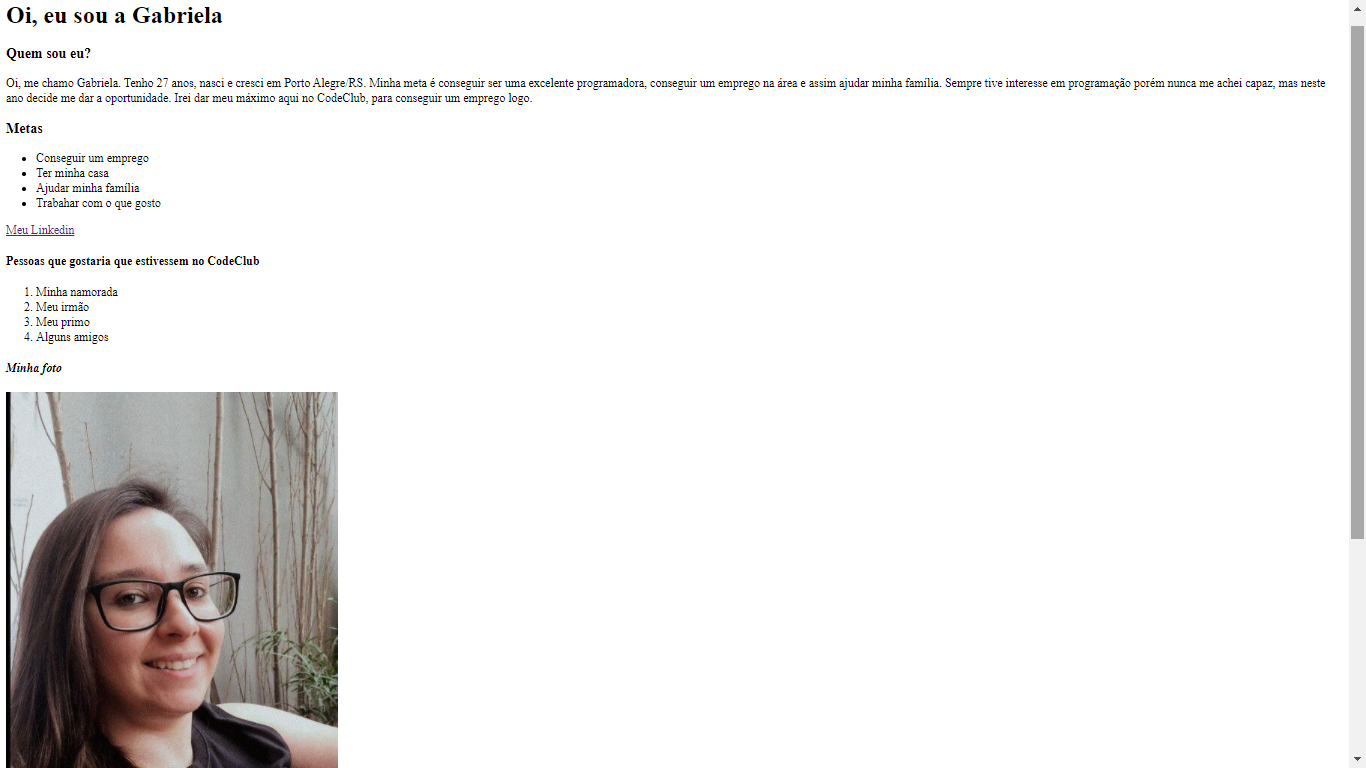 Oi, eu sou a Gabriela
Quem sou eu?
Oi, me chamo Gabriela. Tenho 27 anos, nasci e cresci em Porto Alegre/RS. Minha meta é conseguir ser uma excelente programadora, conseguir um emprego na área e assim ajudar minha família. Sempre tive interesse em programação porém nunca me achei capaz, mas neste
ano decide me dar a oportunidade. Irei dar meu máximo aqui no CodeClub, para conseguir um emprego logo.
Metas
• Conseguir um emprego
• Ter minha casa
• Ajudar minha família
• Trabahar com o que gosto
Meu Linkedin
Pessoas que gostaria que estivessem no CodeClub
1. Minha namorada
2. Meu irmão
3. Meu primo
4. Alguns amigos
Minha foto